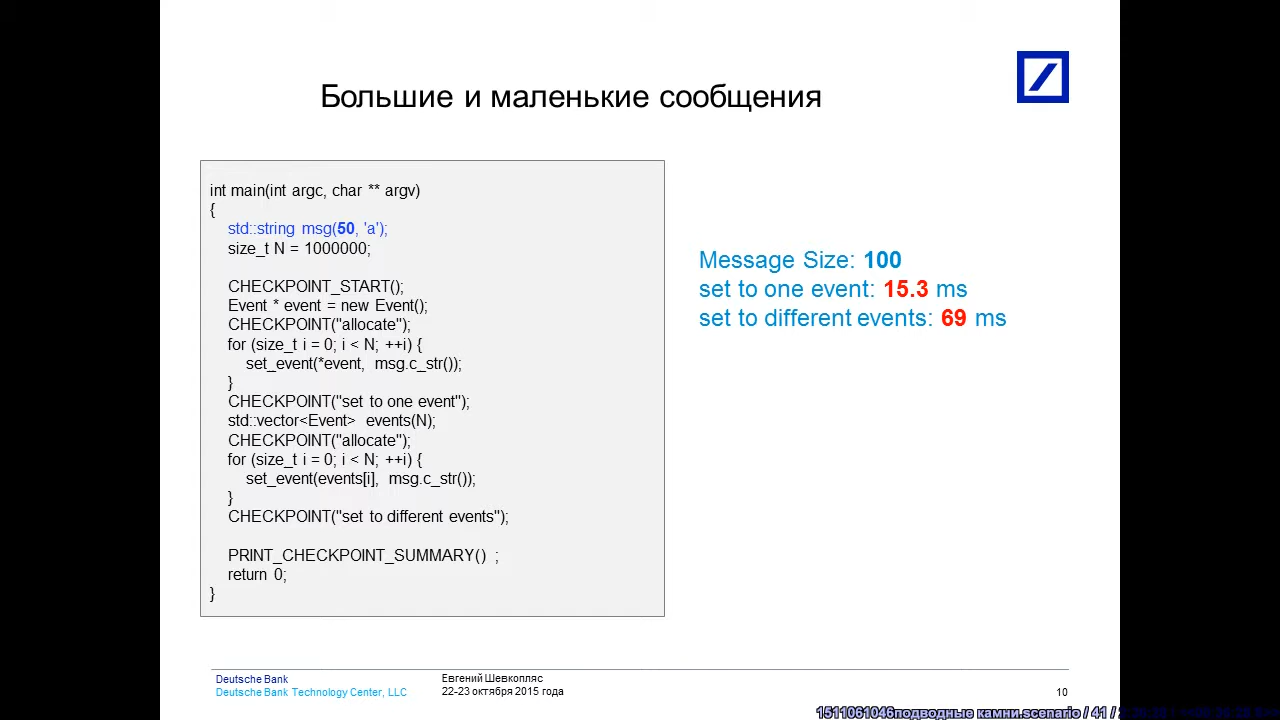 Большие и маленькие сообщения
int main(int argc, char ** argv)
{
std::string msg(50, 'a');
size_t N = 1000000;
CHECKPOINT_START();
Event * event = new Event();
CHECKPOINT("allocate");
for (size_t i = 0; i < N; ++i) {
set_event(*event, msg.c_str());
}
CHECKPOINT("set to one event");
std::vector<Event> events(N);
CHECKPOINT("allocate");
for (size_t i = 0; i < N; ++i) {
set_event(events[i], msg.c_str());
}
CHECKPOINT("set to different events");
PRINT_CHECKPOINT_SUMMARY() ;
return 0;
}
Message Size: 100
set to one event: 15.3 ms
set to different events: 69 ms
Deutsche Bank
Deutsche Bank Technology Center, LLC
Евгений Шевкопляс
22-23 октября 2015 года
10
1511061046подводные камни.scenario / 41 /